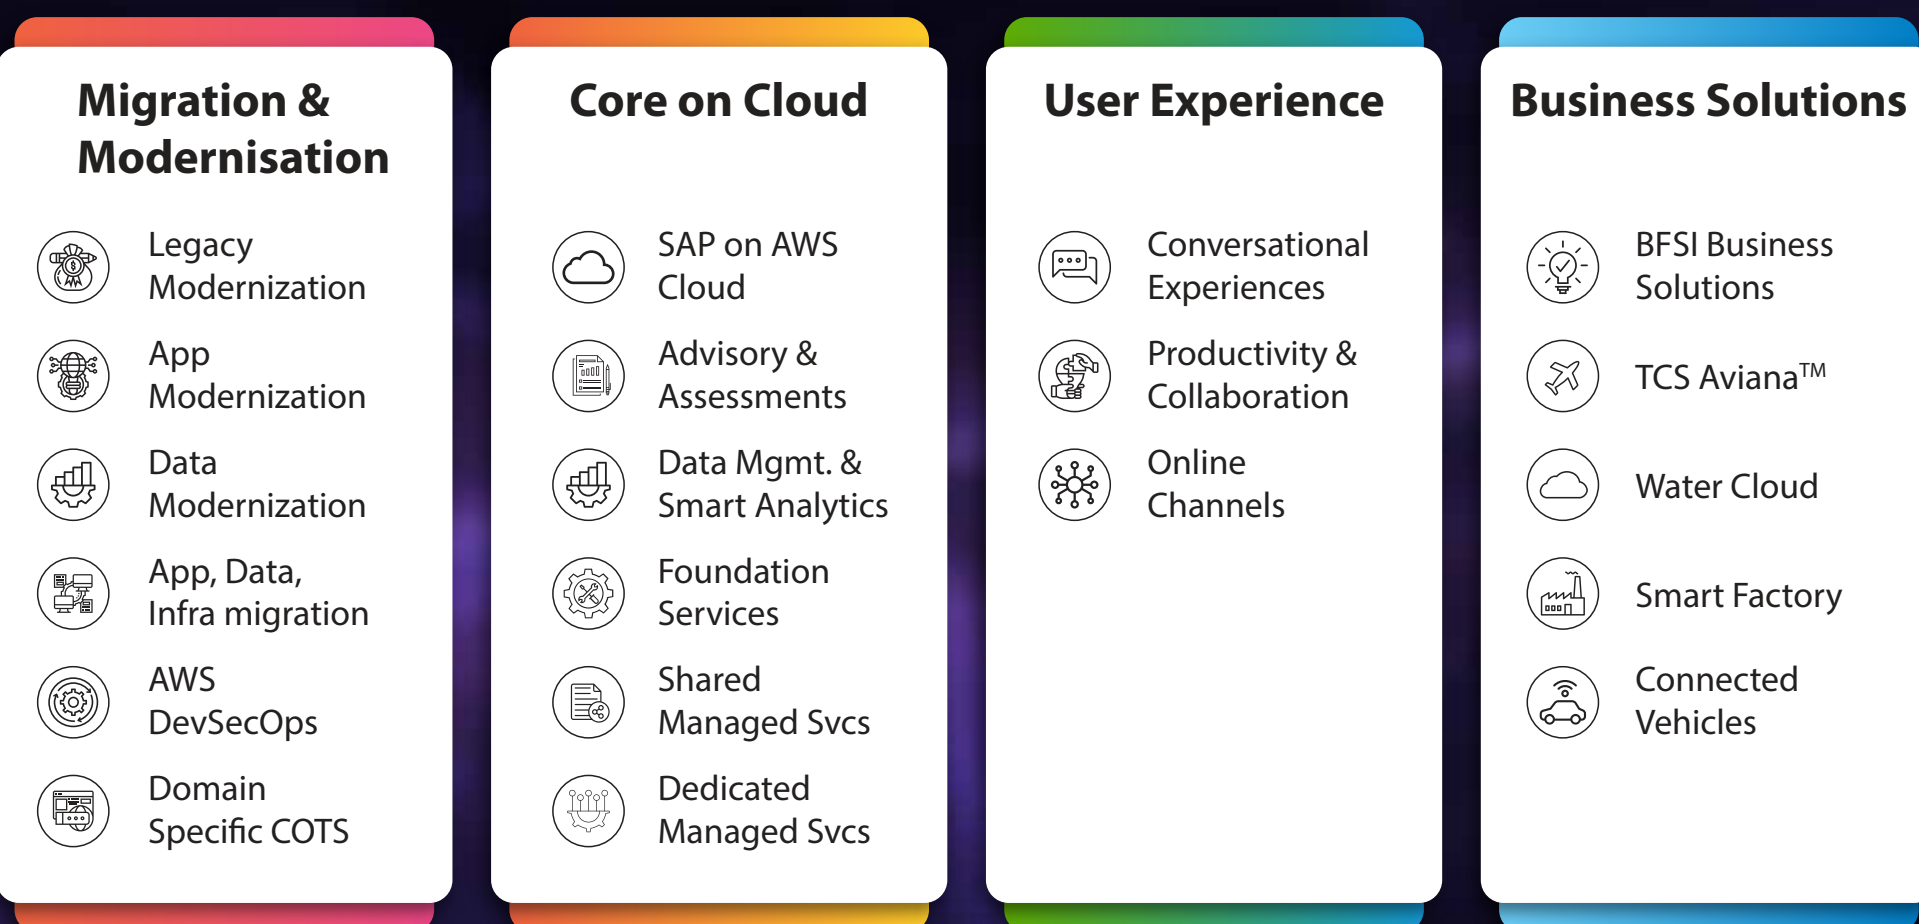 Migration &
Modernisation
Legacy
Modernization
App
Modernization
Data
Modernization
App, Data,
Infra migration
AWS
DevSecOps
Domain
Specific COTS
Core on Cloud
SAP on AWS
Cloud
Advisory &
Assessments
Data Mgmt. &
Smart Analytics
Foundation
Services
Shared
Managed Svcs
Dedicated
Managed Svcs
User Experience
Conversational
Experiences
Productivity &
Collaboration
Online
Channels
Business Solutions
BFSI Business
Solutions
TCS Aviana™
Water Cloud
Smart Factory
Connected
Vehicles